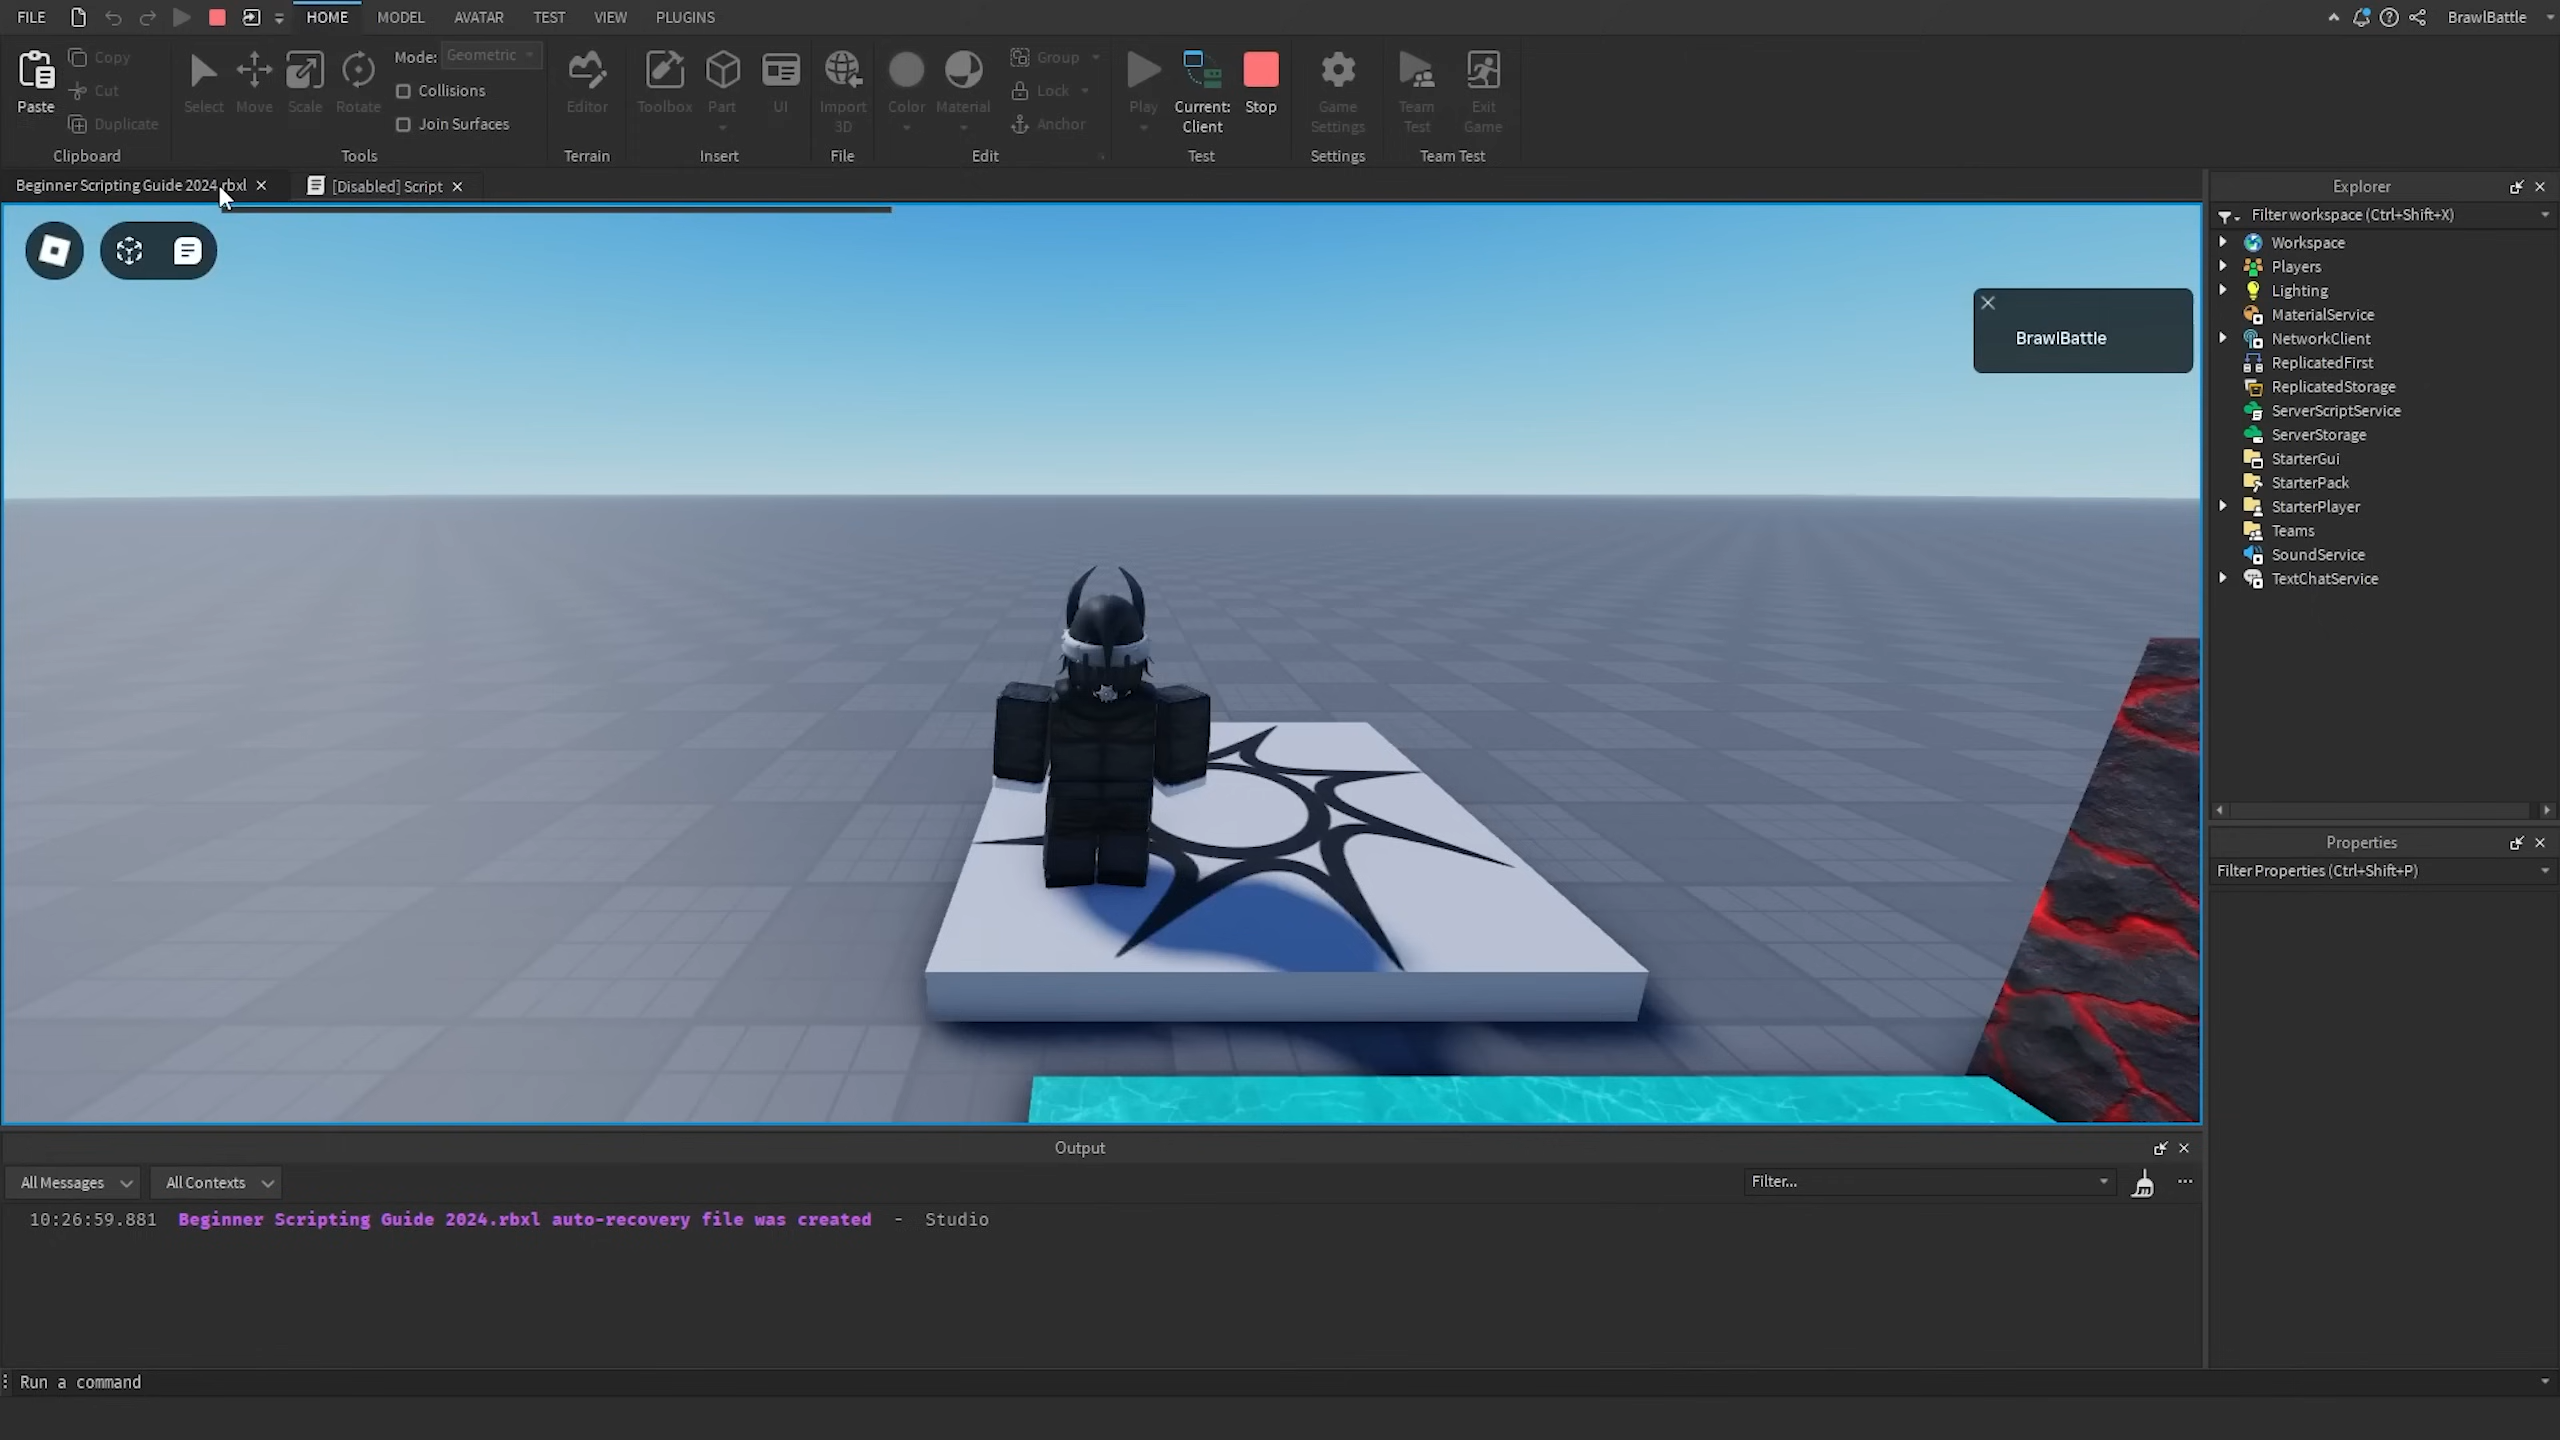 FILE HOME MODEL AVATAR TEST VIEW PLUGINS BrawlBattle
Paste Copy Cut Duplicate Clipboard
Select Move Scale Rotate Mode: Geometric Collisions Join Surfaces Tools
Editor Terrain
Toolbox Part UI Insert
Import 3D File
Color Material Group Lock Anchor Edit
Play Current: Client Stop Test
Game Settings Settings
Team Test Exit Game Team Test
Beginner Scripting Guide 2024.rbxl [Disabled] Script
BrawlBattle
Explorer
Filter workspace (Ctrl+Shift+X)
Workspace
Players
Lighting
MaterialService
NetworkClient
ReplicatedFirst
ReplicatedStorage
ServerScriptService
ServerStorage
StarterGui
StarterPack
StarterPlayer
Teams
SoundService
TextChatService
Properties
Filter Properties (Ctrl+Shift+P)
Output
All Messages All Contexts Filter...
10:26:59.881 Beginner Scripting Guide 2024.rbxl auto-recovery file was created - Studio
Run a command